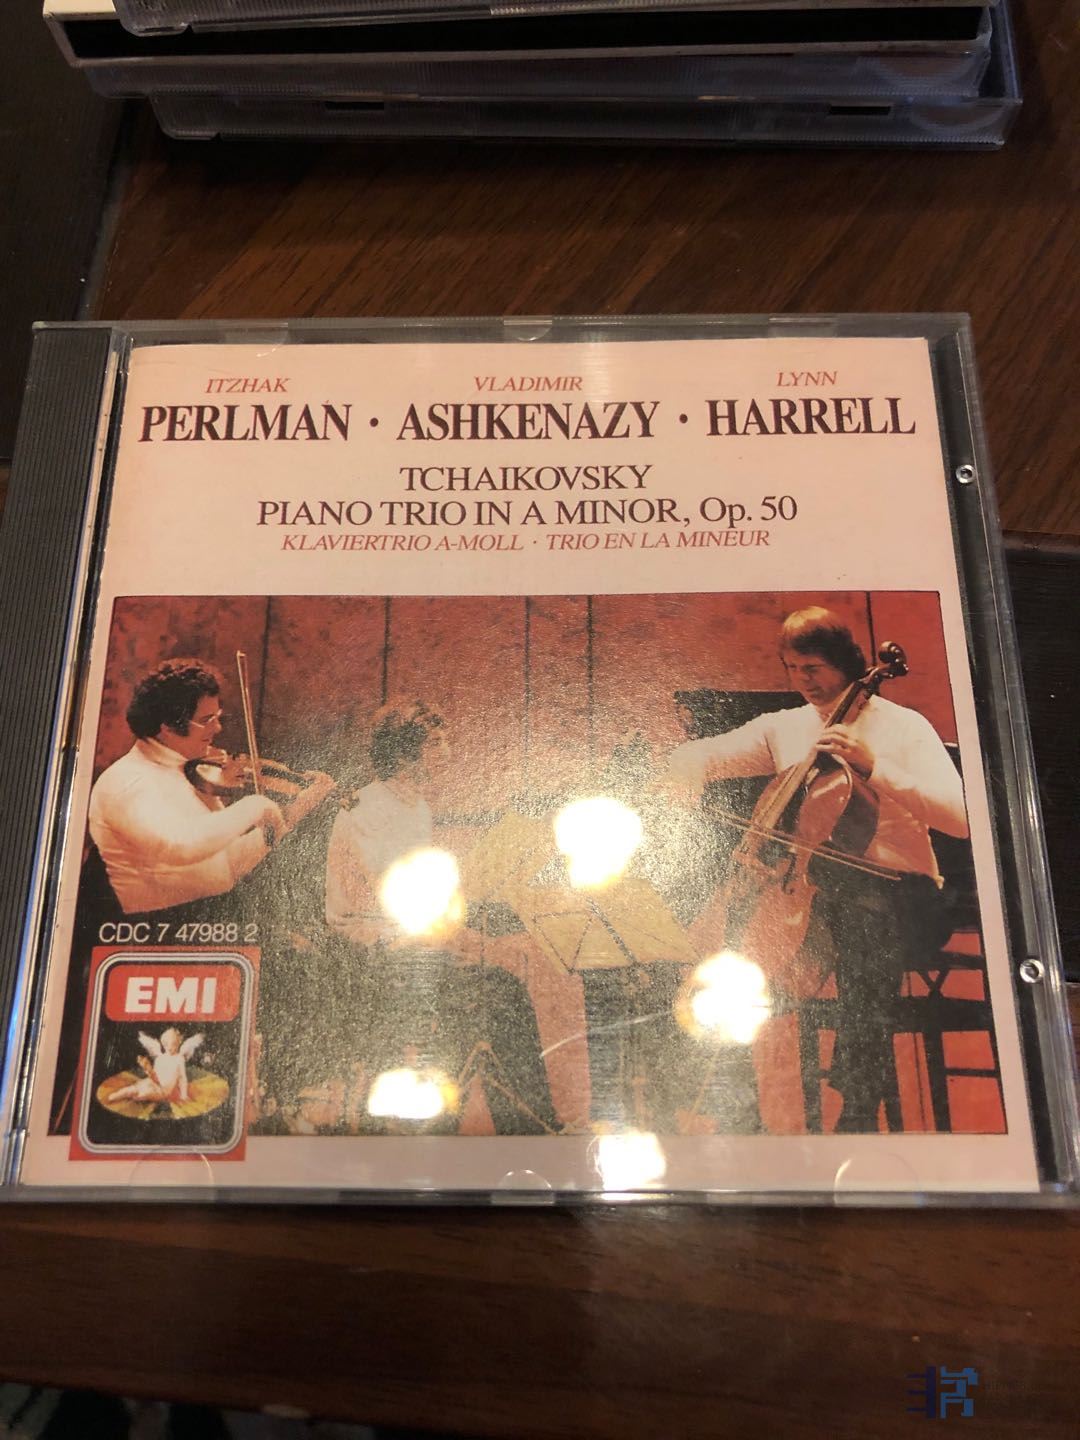 ITZHAK VLADIMIR LYNN
PERLMAN · ASHKENAZY · HARRELL
TCHAIKOVSKY
PIANO TRIO IN A MINOR, Op. 50
KLAVIERTRIO A-MOLL · TRIO EN LA MINEUR
CDC 7 47988 2
EMI